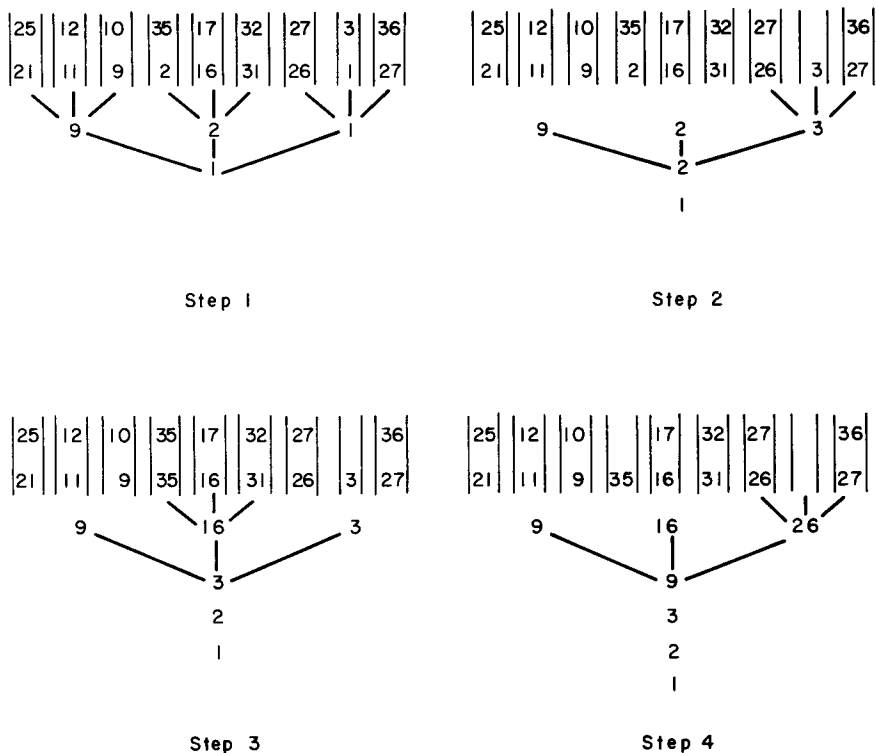 25 12 10 35 17 32 27 3 36
21 11 9 2 16 31 26 1 27
9 2 1
1
Step 1
25 12 10 35 17 32 27 36
21 11 9 2 16 31 26 3 27
9 2 3
2
1
Step 2
25 12 10 35 17 32 27 36
21 11 9 35 16 31 26 3 27
9 16 3
3
2
1
Step 3
25 12 10 17 32 27 36
21 11 9 35 16 31 26 27
9 16 26
9
3
2
1
Step 4